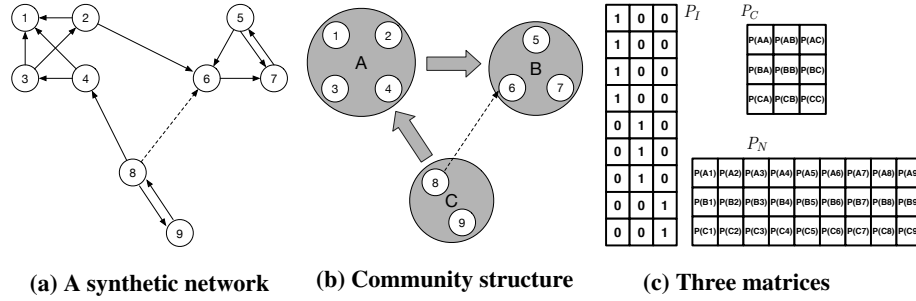 1
2
3
4
5
6
7
8
9
(a) A synthetic network
1
2
A
3
4
5
B
6
7
8
C
9
(b) Community structure
P_I
1 0 0
1 0 0
1 0 0
1 0 0
0 1 0
0 1 0
0 1 0
0 0 1
0 0 1
P_C
P(AA) P(AB) P(AC)
P(BA) P(BB) P(BC)
P(CA) P(CB) P(CC)
P_N
P(A1) P(A2) P(A3) P(A4) P(A5) P(A6) P(A7) P(A8) P(A9
P(B1) P(B2) P(B3) P(B4) P(B5) P(B6) P(B7) P(B8) P(B9
P(C1) P(C2) P(C3) P(C4) P(C5) P(C6) P(C7) P(C8) P(C9
(c) Three matrices